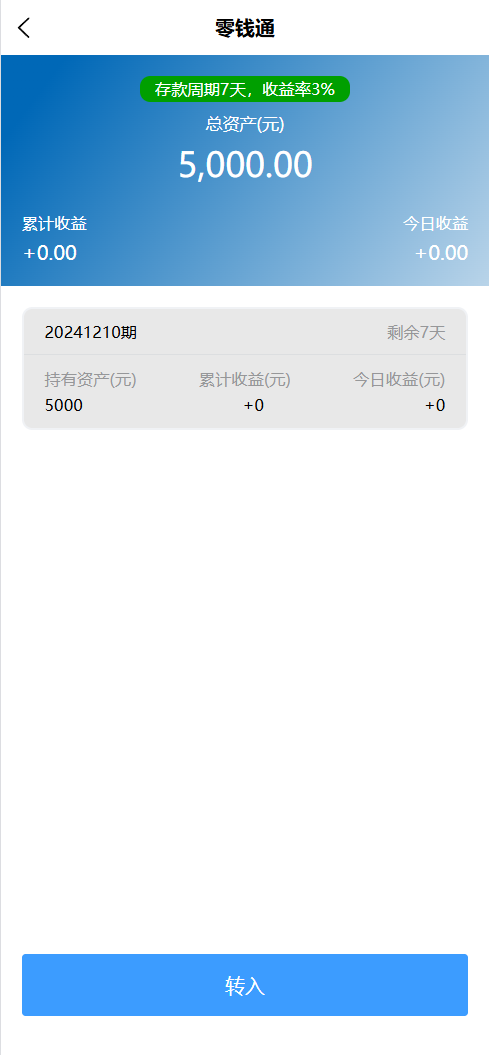 零钱通
存款周期7天，收益率3%
总资产(元)
5,000.00
累计收益 今日收益
+0.00 +0.00
20241210期 剩余7天
持有资产(元) 累计收益(元) 今日收益(元)
5000 +0 +0
转入